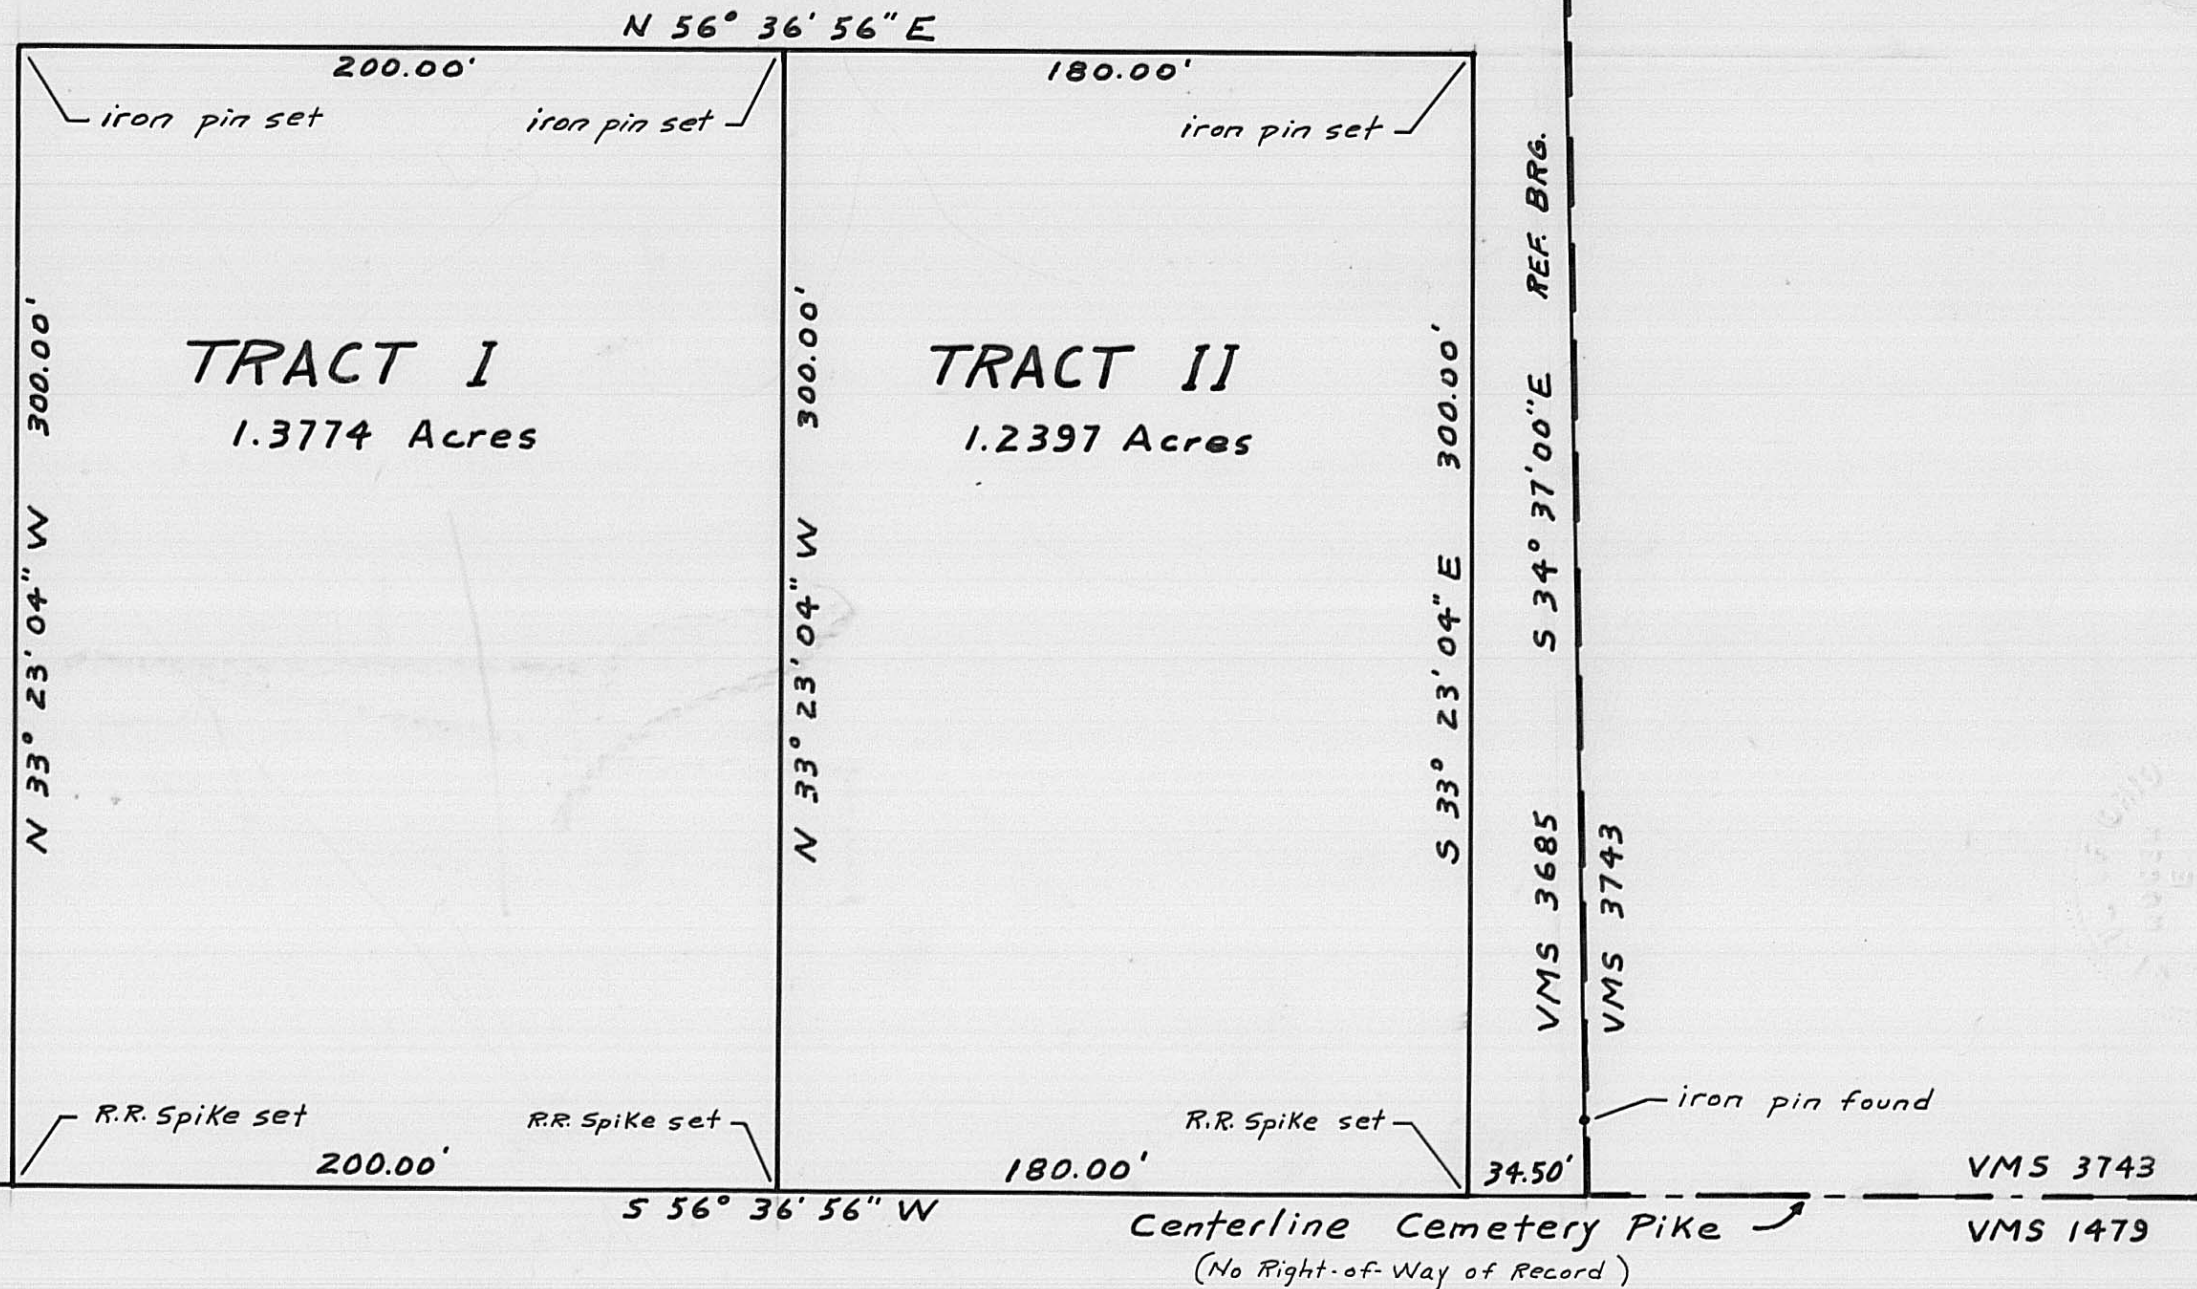 N 56° 36' 56" E
200.00'
180.00'
iron pin set
iron pin set
iron pin set
N 33° 23' 04" W 300.00'
TRACT I
1.3774 Acres
N 33° 23' 04" W 300.00'
TRACT II
1.2397 Acres
S 33° 23' 04" E 300.00'
S 34° 37' 00" E REF. BRG.
VMS 3685
VMS 3743
iron pin found
R.R. Spike set
R.R. Spike set
R.R. Spike set
200.00'
180.00'
34.50'
VMS 3743
S 56° 36' 56" W
Centerline Cemetery Pike
VMS 1479
(No Right-of-Way of Record)